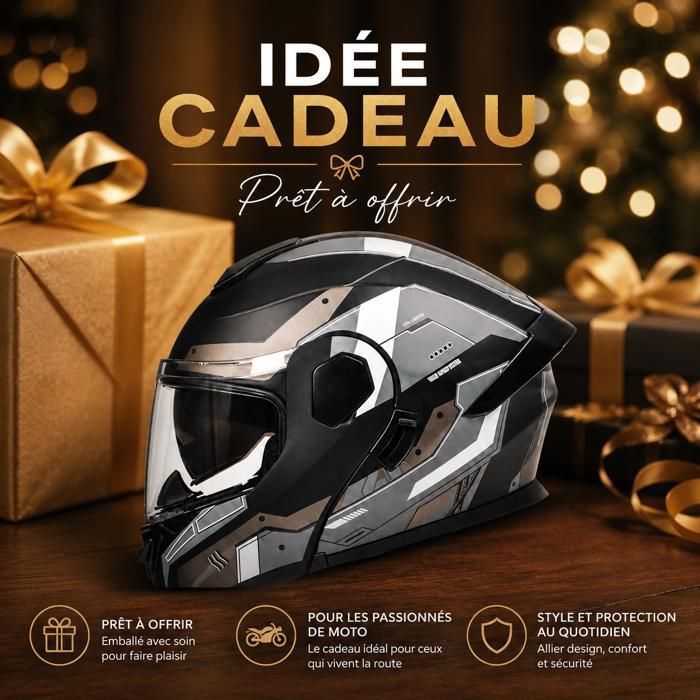 IDÉE
CADEAU
Prêt à offrir
PRÊT À OFFRIR
Emballé avec soin
pour faire plaisir
POUR LES PASSIONNÉS
DE MOTO
Le cadeau idéal pour ceux
qui vivent la route
STYLE ET PROTECTION
AU QUOTIDIEN
Allier design, confort
et sécurité